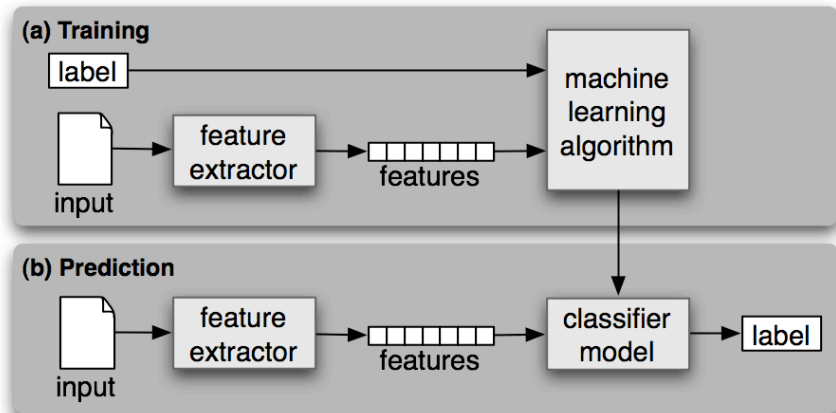 (a) Training
label
machine
learning
algorithm
feature
extractor
features
input
(b) Prediction
feature
extractor
features
input
classifier
model
label